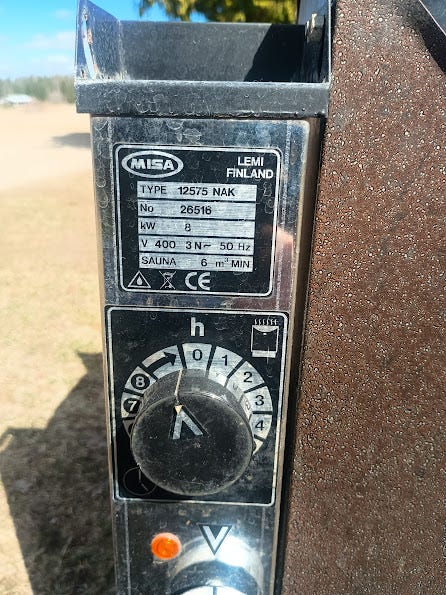 MISA
LEMI
FINLAND
TYPE 12575 NAK
No 26516
kW 8
V 400 3 N~ 50 Hz
SAUNA 6 m³ MIN
CE
h
0 1 2 3 4
7 8